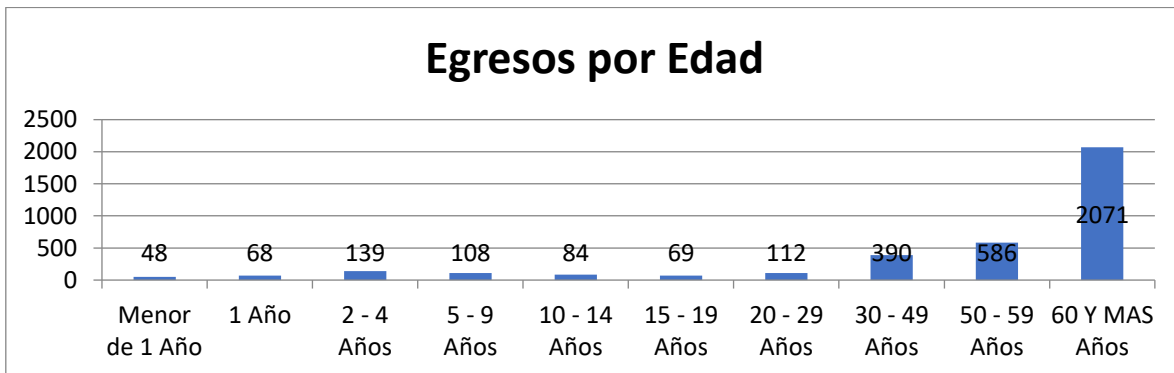 Egresos por Edad
2500
2000
1500
1000
500
0
48 68 139 108 84 69 112 390 586 2071
Menor de 1 Año
1 Año
2 - 4 Años
5 - 9 Años
10 - 14 Años
15 - 19 Años
20 - 29 Años
30 - 49 Años
50 - 59 Años
60 Y MAS Años